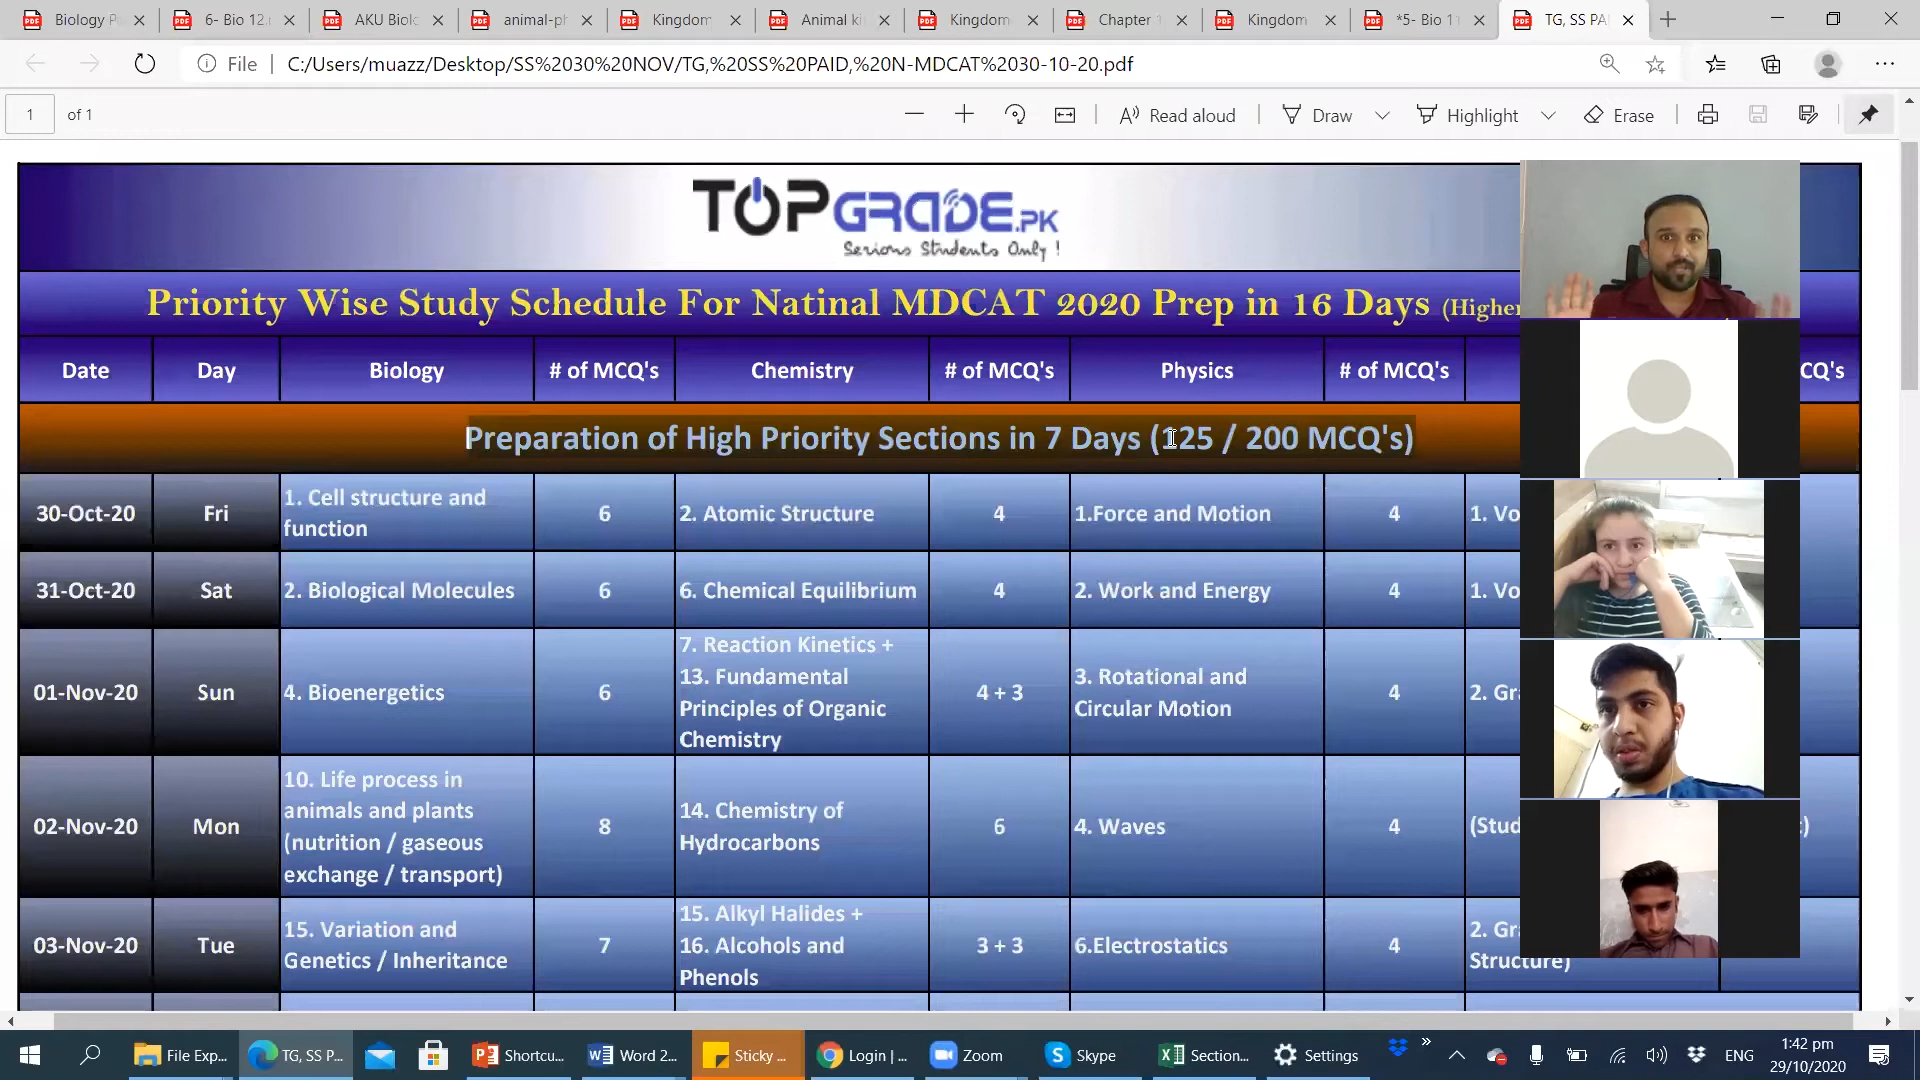 Biology P
6- Bio 12.
AKU Biol
animal-ph
Kingdom
Animal ki
Kingdom
Chapter
Kingdom
*5- Bio 1
TG, SS PA
File
C:/Users/muazz/Desktop/SS%2030%20NOV/TG,%20SS%20PAID,%20N-MDCAT%2030-10-20.pdf
1 of 1
Read aloud
Draw
Highlight
Erase
TOPGRADE.PK
Serious Students Only !
Priority Wise Study Schedule For Natinal MDCAT 2020 Prep in 16 Days (Higher
Date Day Biology # of MCQ's Chemistry # of MCQ's Physics # of MCQ's CQ's
Preparation of High Priority Sections in 7 Days (125 / 200 MCQ's)
30-Oct-20 Fri 1. Cell structure and function 6 2. Atomic Structure 4 1.Force and Motion 4 1. Vo
31-Oct-20 Sat 2. Biological Molecules 6 6. Chemical Equilibrium 4 2. Work and Energy 4 1. Vo
01-Nov-20 Sun 4. Bioenergetics 6 7. Reaction Kinetics + 13. Fundamental Principles of Organic Chemistry 4 + 3 3. Rotational and Circular Motion 4 2. Gr
02-Nov-20 Mon 10. Life process in animals and plants (nutrition / gaseous exchange / transport) 8 14. Chemistry of Hydrocarbons 6 4. Waves 4 (Stud :)
03-Nov-20 Tue 15. Variation and Genetics / Inheritance 7 15. Alkyl Halides + 16. Alcohols and Phenols 3 + 3 6.Electrostatics 4 2. Gr Structure)
File Exp...
TG, SS P...
Shortcu...
Word 2...
Sticky ...
Login | ...
Zoom
Skype
Section...
Settings
ENG
1:42 pm
29/10/2020